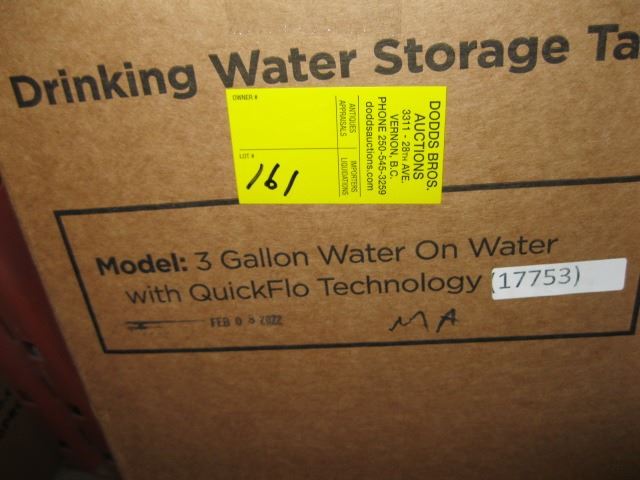 Drinking Water Storage Ta
OWNER #
LOT #
161
ANTIQUES
APPRAISALS
IMPORTERS
LIQUIDATIONS
DODDS BROS.
AUCTIONS
3311 - 28TH AVE.
VERNON, B.C.
PHONE 250-545-3259
doddsauctions.com
Model: 3 Gallon Water On Water
with QuickFlo Technology (17753)
FEB 0 8 2022
MA